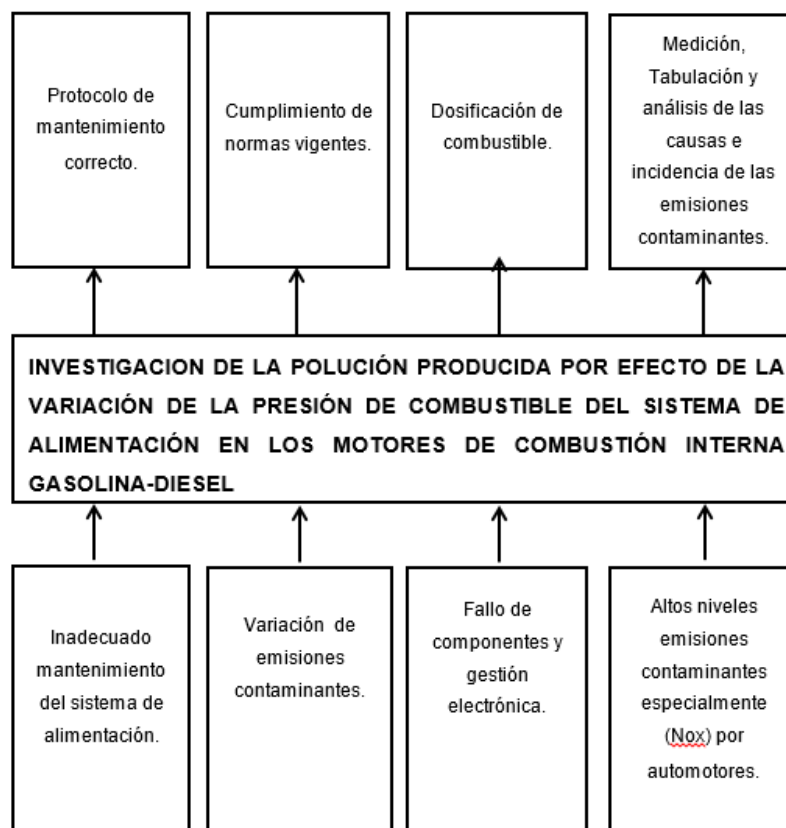 Protocolo de
mantenimiento
correcto.
Cumplimiento de
normas vigentes.
Dosificación de
combustible.
Medición,
Tabulación y
análisis de las
causas e
incidencia de las
emisiones
contaminantes.
INVESTIGACION DE LA POLUCIÓN PRODUCIDA POR EFECTO DE LA
VARIACIÓN DE LA PRESIÓN DE COMBUSTIBLE DEL SISTEMA DE
ALIMENTACIÓN EN LOS MOTORES DE COMBUSTIÓN INTERNA
GASOLINA-DIESEL
Inadecuado
mantenimiento
del sistema de
alimentación.
Variación de
emisiones
contaminantes.
Fallo de
componentes y
gestión
electrónica.
Altos niveles
emisiones
contaminantes
especialmente
(Nox) por
automotores.